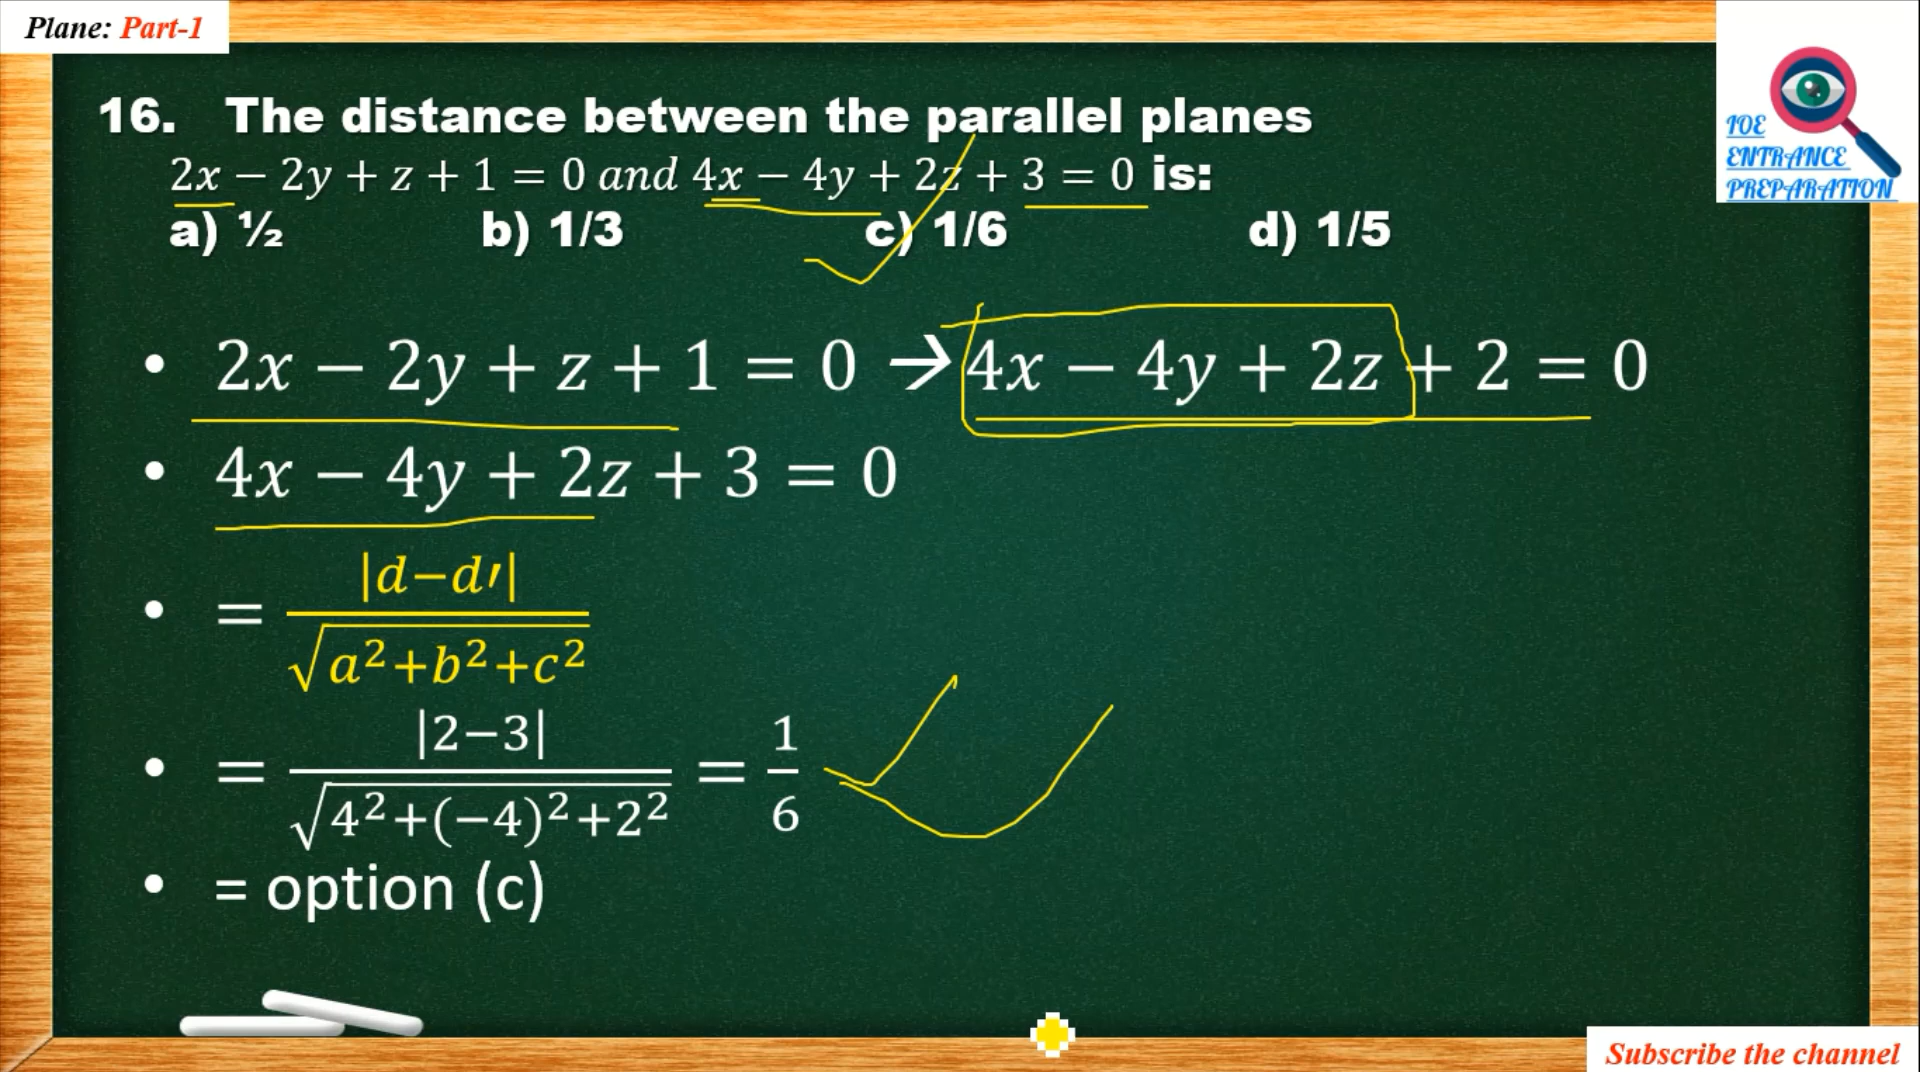 Plane: Part-1
IOE
ENTRANCE
PREPARATION
16. The distance between the parallel planes
2x − 2y + z + 1 = 0 and 4x − 4y + 2z + 3 = 0 is:
a) ½ b) 1/3 c) 1/6 d) 1/5
• 2x − 2y + z + 1 = 0 → 4x − 4y + 2z + 2 = 0
• 4x − 4y + 2z + 3 = 0
• = |d−d′| / √(a²+b²+c²)
• = |2−3| / √(4²+(−4)²+2²) = 1/6
• = option (c)
Subscribe the channel